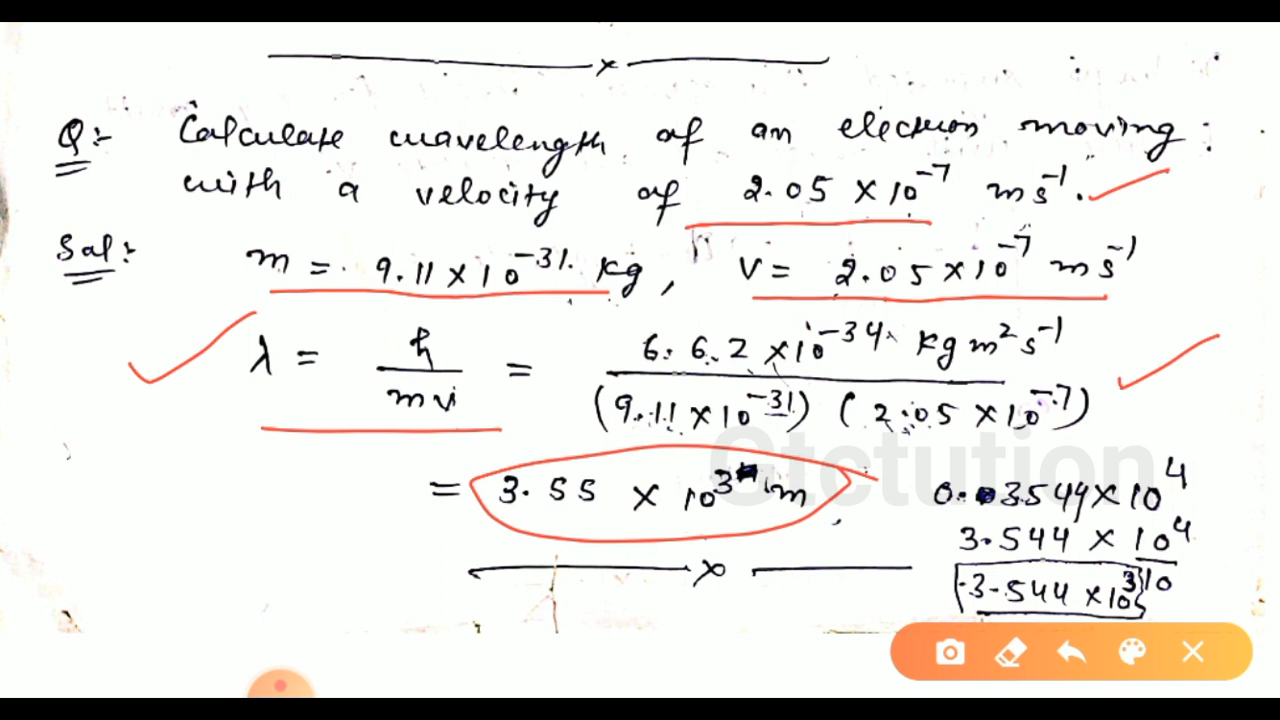 Q:- Calculate wavelength of an electron moving
with a velocity of 2.05 × 10⁻⁷ m s⁻¹.
Sol:- m = 9.11 × 10⁻³¹ kg, v = 2.05 × 10⁻⁷ m s⁻¹
λ = h/mv = 6.62 × 10⁻³⁴ kg m² s⁻¹ / (9.11 × 10⁻³¹) (2.05 × 10⁻⁷)
Gtctution
= 3.55 × 10³ m
0.3544 × 10⁴
3.544 × 10⁴/10
3.544 × 10³